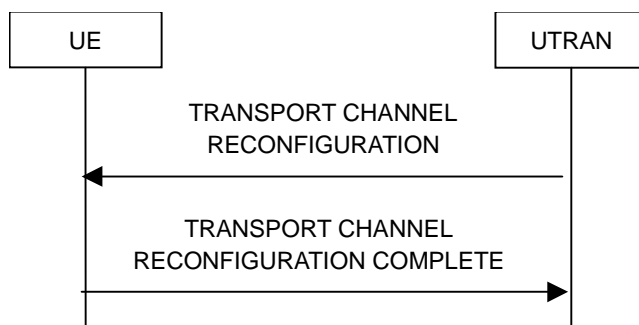 UE
UTRAN
TRANSPORT CHANNEL
RECONFIGURATION
TRANSPORT CHANNEL
RECONFIGURATION COMPLETE